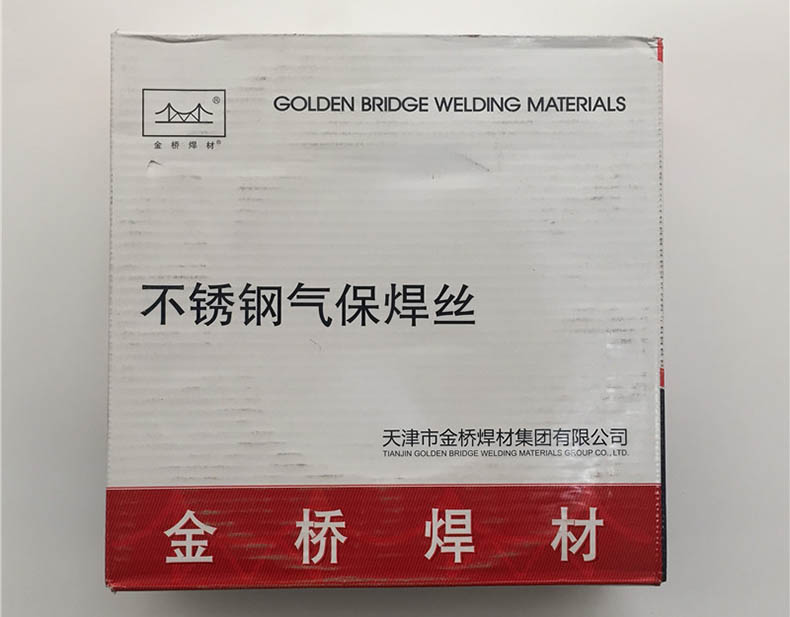 GOLDEN BRIDGE WELDING MATERIALS
®
金桥焊材®
不锈钢气保焊丝
天津市金桥焊材集团有限公司
TIANJIN GOLDEN BRIDGE WELDING MATERIALS GROUP CO., LTD.
金桥焊材